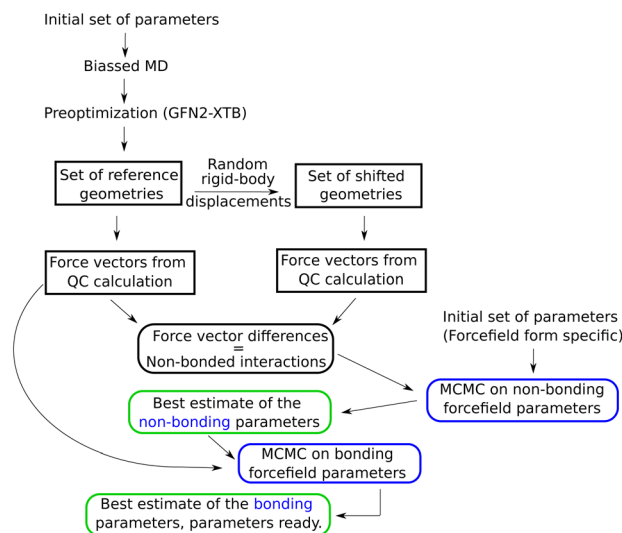 Initial set of parameters
Biassed MD
Preoptimization (GFN2-XTB)
Set of reference
geometries
Random
rigid-body
displacements
Set of shifted
geometries
Force vectors from
QC calculation
Force vectors from
QC calculation
Force vector differences
=
Non-bonded interactions
Initial set of parameters
(Forcefield form specific)
MCMC on non-bonding
forcefield parameters
Best estimate of the
non-bonding parameters
MCMC on bonding
forcefield parameters
Best estimate of the bonding
parameters, parameters ready.